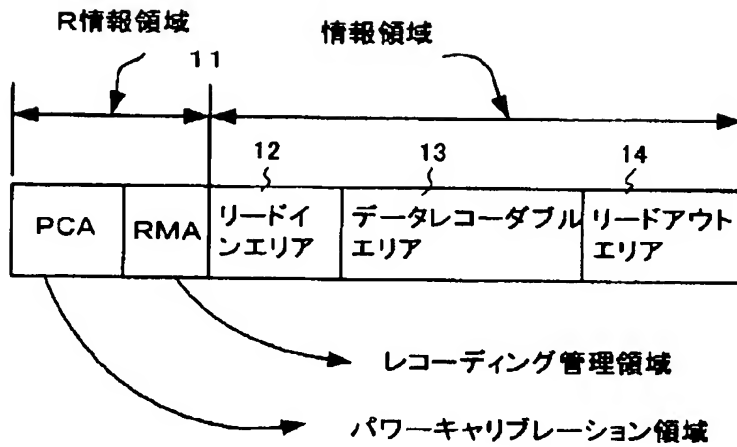 R情報領域
情報領域
11
12
13
14
PCA
RMA
リードイ
ンエリア
データレコーダブル
エリア
リードアウト
エリア
レコーディング管理領域
パワーキャリブレーション領域